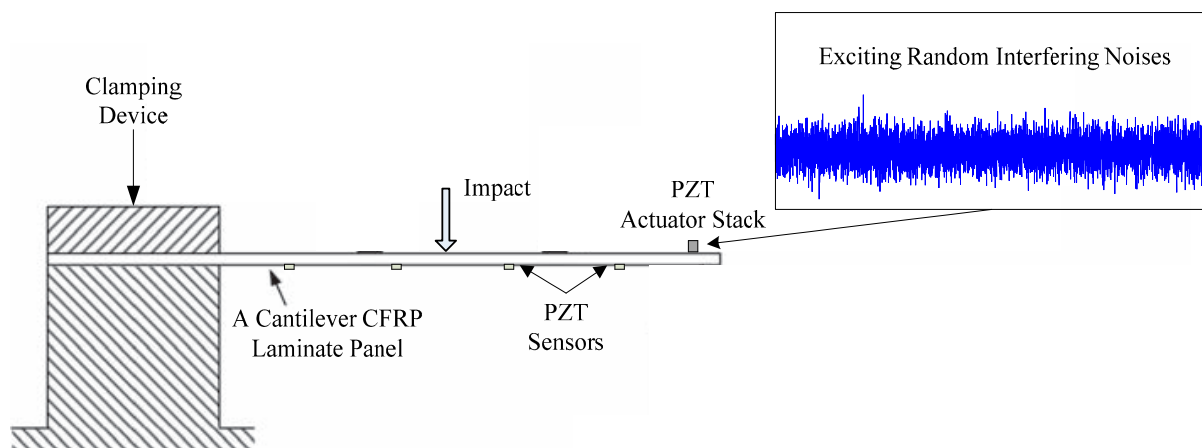 Exciting Random Interfering Noises
Clamping
Device
Impact
PZT
Actuator Stack
A Cantilever CFRP
Laminate Panel
PZT
Sensors